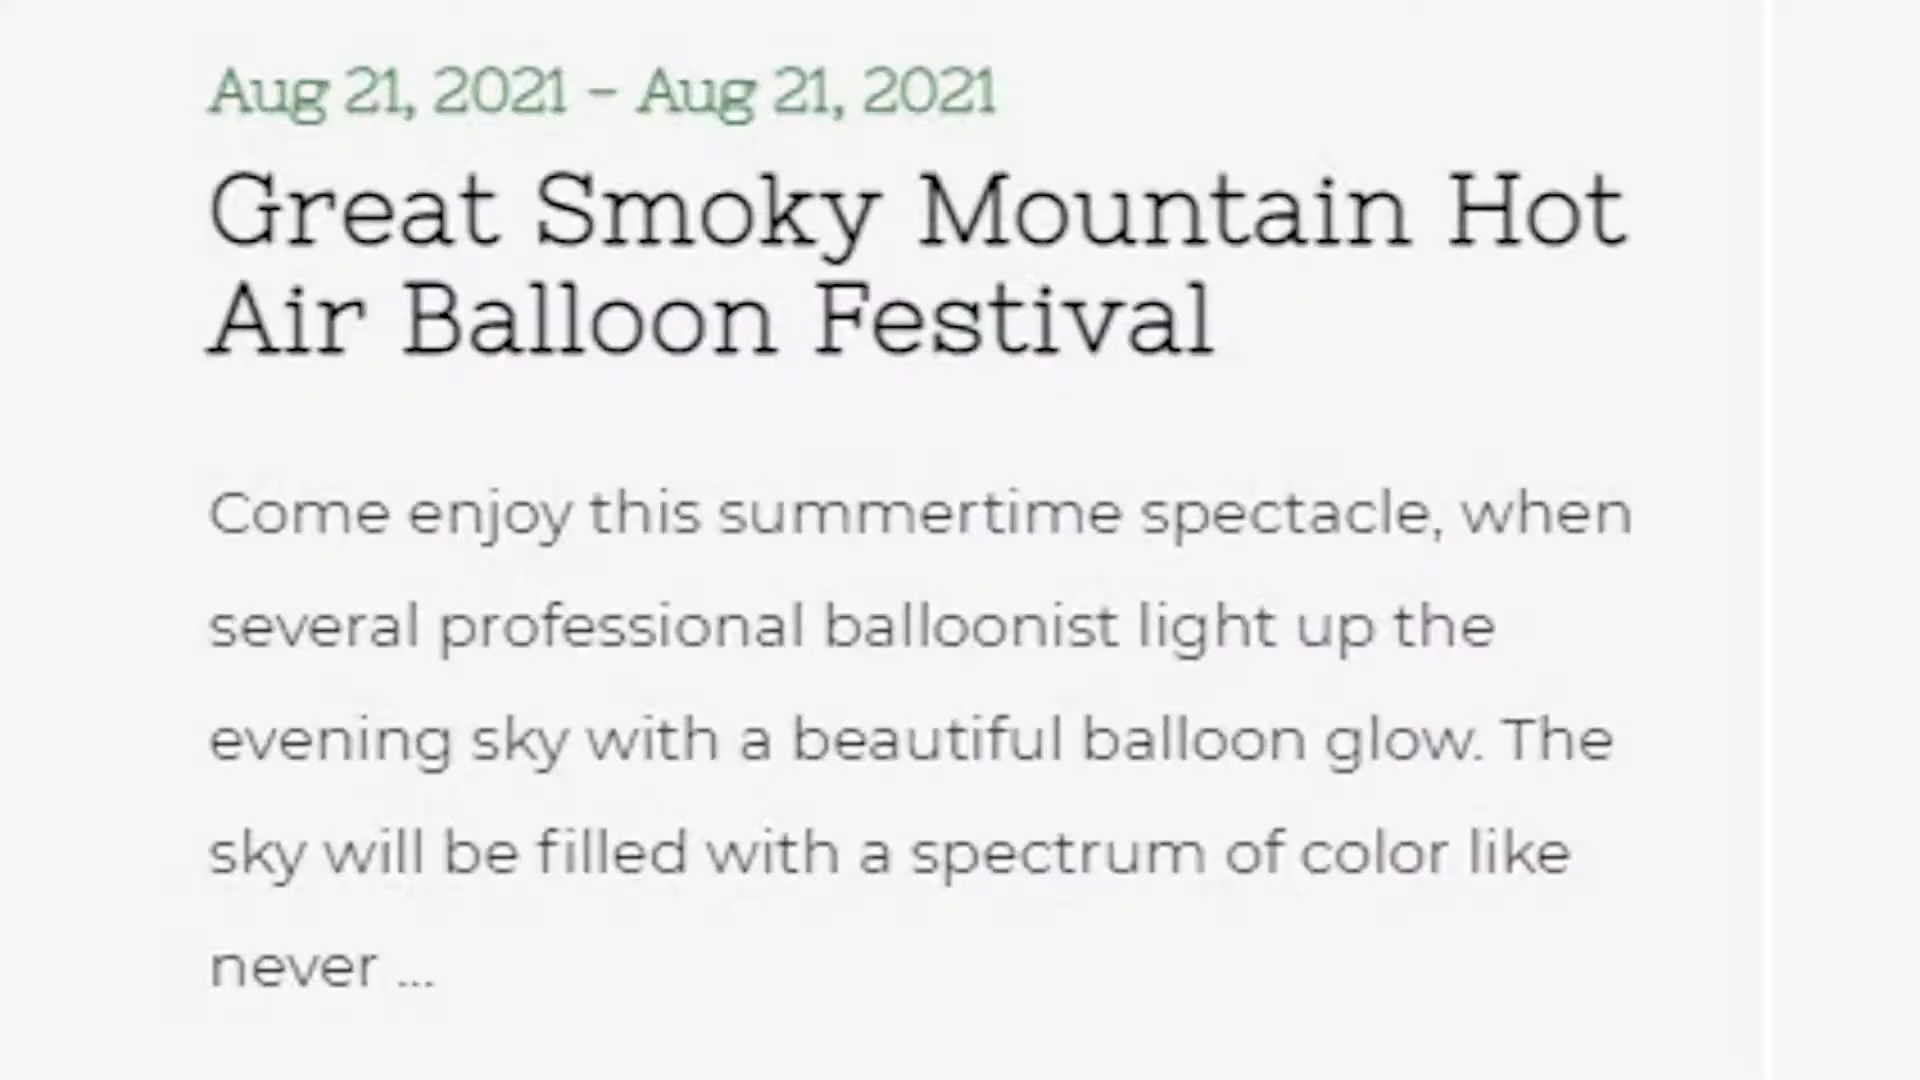 Aug 21, 2021 - Aug 21, 2021
Great Smoky Mountain Hot
Air Balloon Festival
Come enjoy this summertime spectacle, when
several professional balloonist light up the
evening sky with a beautiful balloon glow. The
sky will be filled with a spectrum of color like
never ...